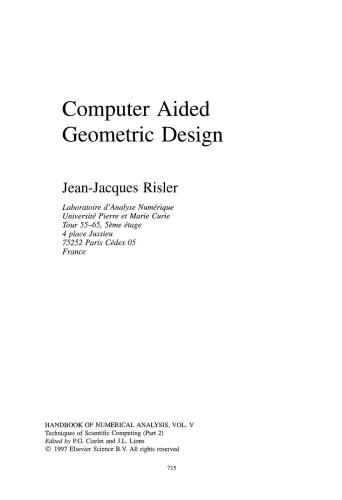 Computer Aided
Geometric Design
Jean-Jacques Risler
Laboratoire d'Analyse Numérique
Université Pierre et Marie Curie
Tour 55–65, 5ème étage
4 place Jussieu
75252 Paris Cédex 05
France
HANDBOOK OF NUMERICAL ANALYSIS, VOL. V
Techniques of Scientific Computing (Part 2)
Edited by P.G. Ciarlet and J.L. Lions
© 1997 Elsevier Science B.V. All rights reserved
715